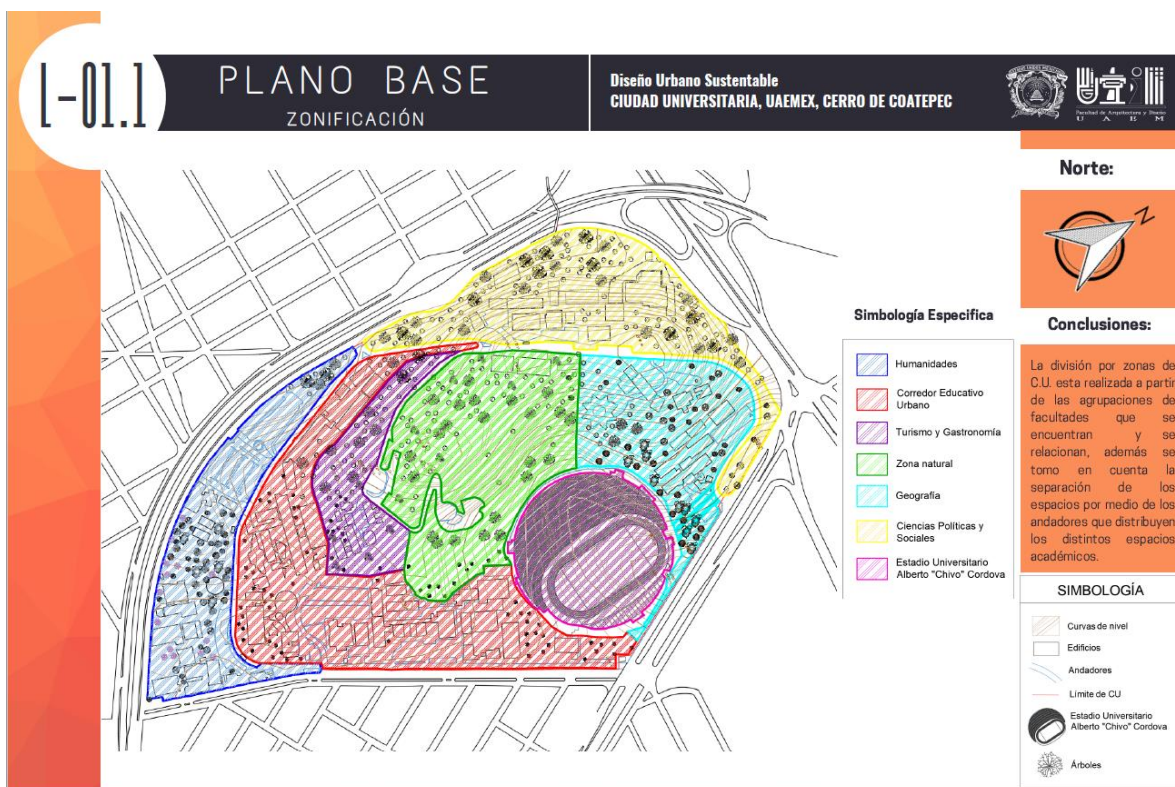 L-01.1
PLANO BASE
ZONIFICACIÓN
Diseño Urbano Sustentable
CIUDAD UNIVERSITARIA, UAEMEX, CERRO DE COATEPEC
Facultad de Arquitectura y Diseño
U A E M
Norte:
N
Simbología Especifica
Humanidades
Corredor Educativo
Urbano
Turismo y Gastronomía
Zona natural
Geografía
Ciencias Políticas y
Sociales
Estadio Universitario
Alberto "Chivo" Cordova
Conclusiones:
La división por zonas de
C.U. esta realizada a partir
de las agrupaciones de
facultades que se
encuentran y se
relacionan, además se
tomo en cuenta la
separación de los
espacios por medio de los
andadores que distribuyen
los distintos espacios
académicos.
SIMBOLOGÍA
Curvas de nivel
Edificios
Andadores
Límite de CU
Estadio Universitario
Alberto "Chivo" Cordova
Árboles